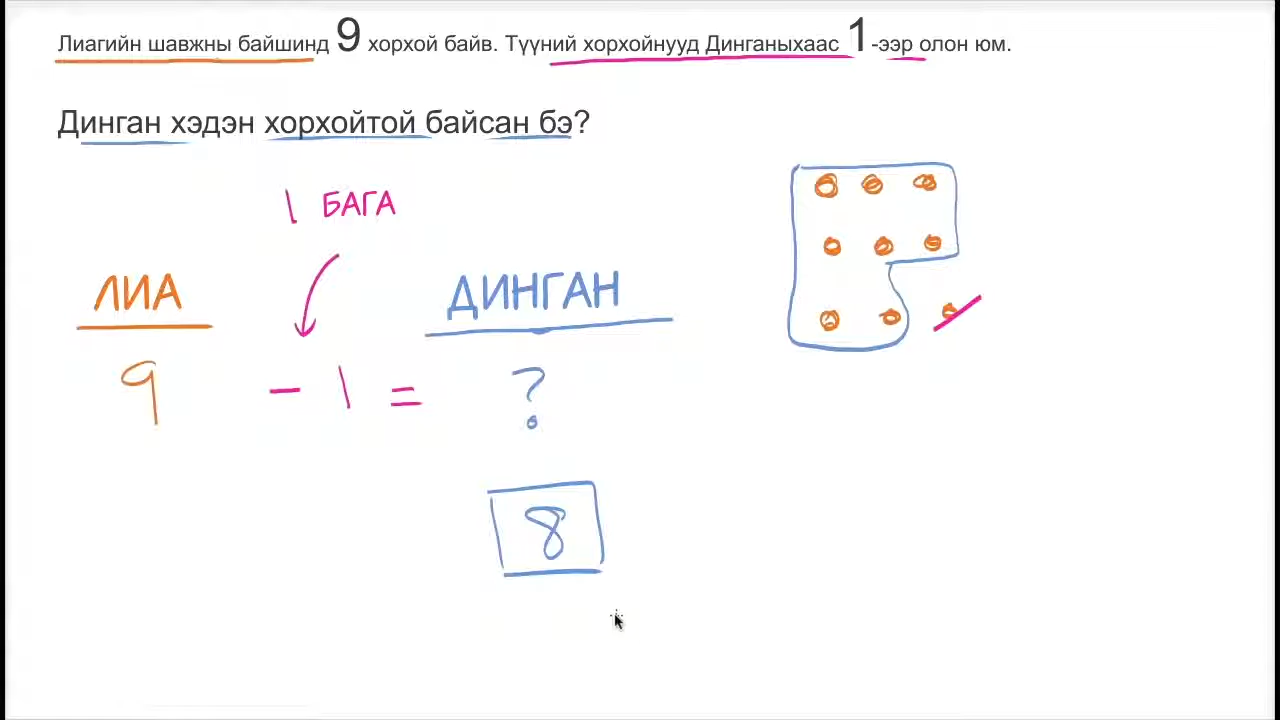 Лиагийн шавжны байшинд 9 хорхой байв. Түүний хорхойнууд Динганыхаас 1-ээр олон юм.
Динган хэдэн хорхойтой байсан бэ?
1 БАГА
ЛИА ДИНГАН
9 - 1 = ?
8